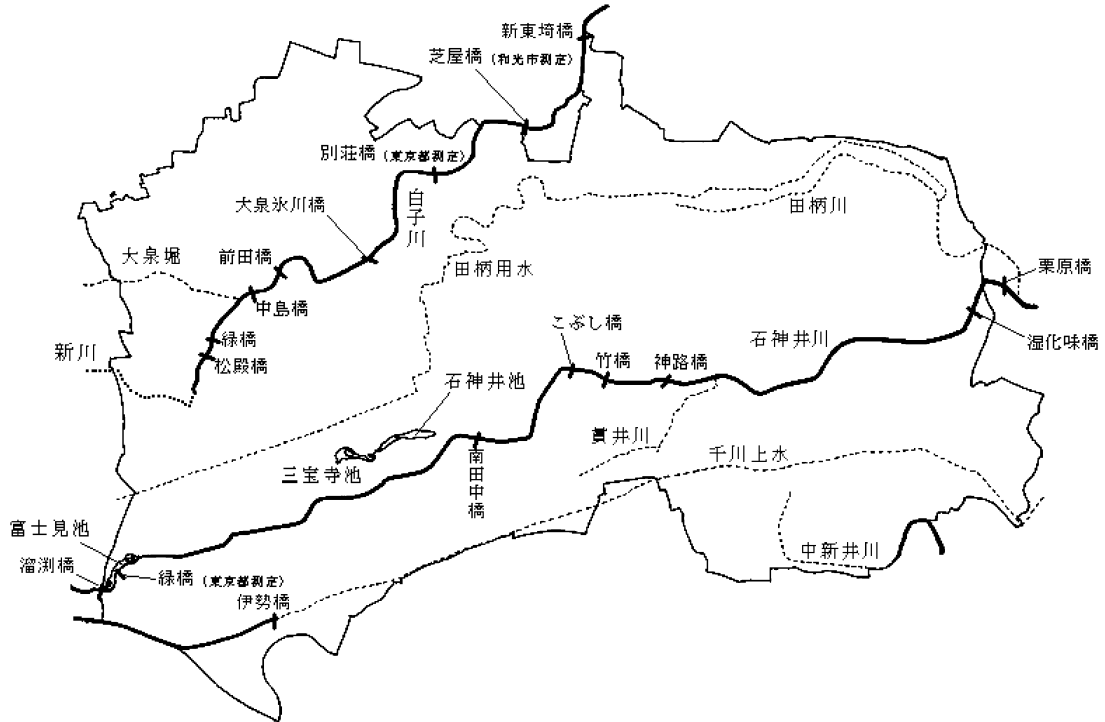 新東埼橋
芝屋橋（和光市測定）
別荘橋（東京都測定）
白子川
大泉氷川橋
田柄川
大泉堀
前田橋
田柄用水
栗原橋
中島橋
こぶし橋
石神井川
湿化味橋
緑橋
新川
松殿橋
竹橋
神路橋
石神井池
貫井川
千川上水
三宝寺池
南田中橋
富士見池
中新井川
溜渕橋
緑橋（東京都測定）
伊勢橋